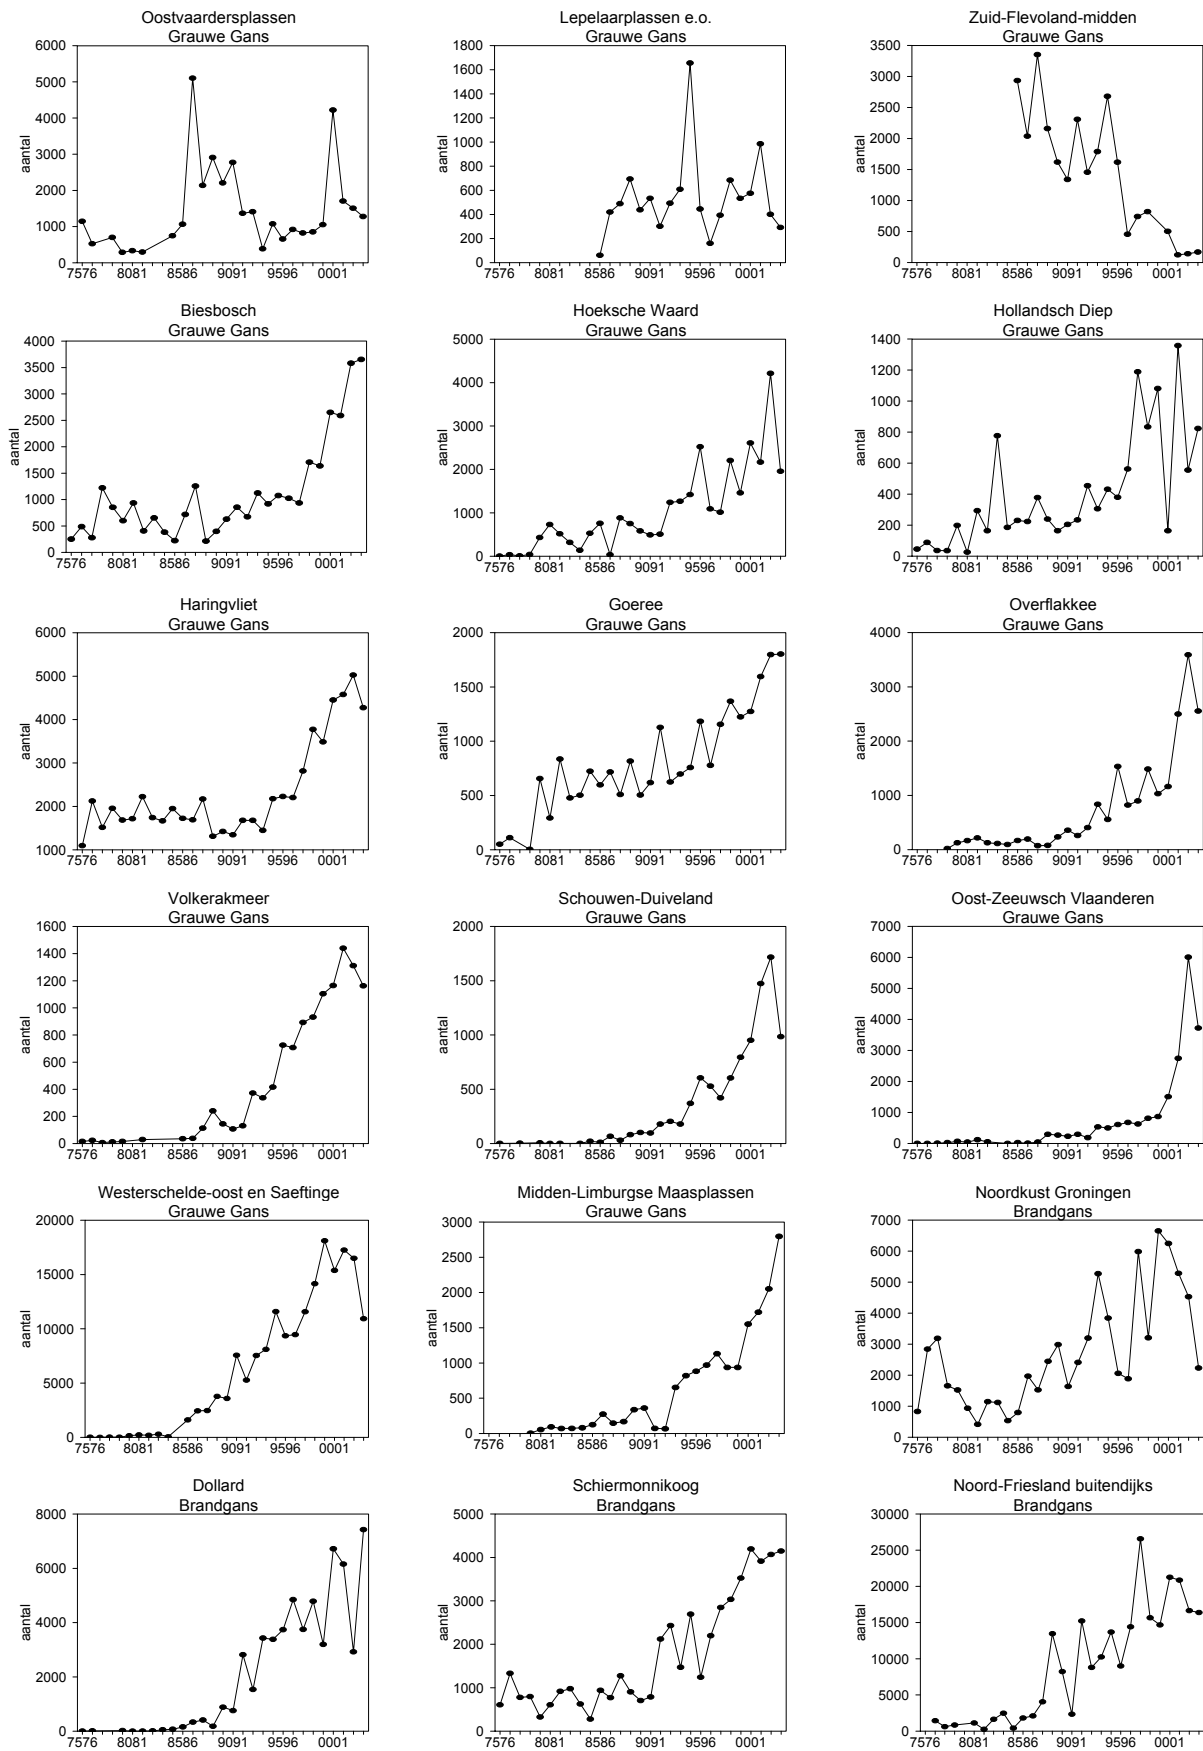 Oostvaardersplassen
Grauwe Gans
6000
5000
4000
3000
2000
1000
0
aantal
7576 8081 8586 9091 9596 0001
Lepelaarplassen e.o.
Grauwe Gans
1800
1600
1400
1200
1000
800
600
400
200
0
aantal
7576 8081 8586 9091 9596 0001
Zuid-Flevoland-midden
Grauwe Gans
3500
3000
2500
2000
1500
1000
500
0
aantal
7576 8081 8586 9091 9596 0001
Biesbosch
Grauwe Gans
4000
3500
3000
2500
2000
1500
1000
500
0
aantal
7576 8081 8586 9091 9596 0001
Hoeksche Waard
Grauwe Gans
5000
4000
3000
2000
1000
0
aantal
7576 8081 8586 9091 9596 0001
Hollandsch Diep
Grauwe Gans
1400
1200
1000
800
600
400
200
0
aantal
7576 8081 8586 9091 9596 0001
Haringvliet
Grauwe Gans
6000
5000
4000
3000
2000
1000
aantal
7576 8081 8586 9091 9596 0001
Goeree
Grauwe Gans
2000
1500
1000
500
0
aantal
7576 8081 8586 9091 9596 0001
Overflakkee
Grauwe Gans
4000
3000
2000
1000
0
aantal
7576 8081 8586 9091 9596 0001
Volkerakmeer
Grauwe Gans
1600
1400
1200
1000
800
600
400
200
0
aantal
7576 8081 8586 9091 9596 0001
Schouwen-Duiveland
Grauwe Gans
2000
1500
1000
500
0
aantal
7576 8081 8586 9091 9596 0001
Oost-Zeeuwsch Vlaanderen
Grauwe Gans
7000
6000
5000
4000
3000
2000
1000
0
aantal
7576 8081 8586 9091 9596 0001
Westerschelde-oost en Saeftinge
Grauwe Gans
20000
15000
10000
5000
0
aantal
7576 8081 8586 9091 9596 0001
Midden-Limburgse Maasplassen
Grauwe Gans
3000
2500
2000
1500
1000
500
0
aantal
7576 8081 8586 9091 9596 0001
Noordkust Groningen
Brandgans
7000
6000
5000
4000
3000
2000
1000
0
aantal
7576 8081 8586 9091 9596 0001
Dollard
Brandgans
8000
6000
4000
2000
0
aantal
7576 8081 8586 9091 9596 0001
Schiermonnikoog
Brandgans
5000
4000
3000
2000
1000
0
aantal
7576 8081 8586 9091 9596 0001
Noord-Friesland buitendijks
Brandgans
30000
25000
20000
15000
10000
5000
0
aantal
7576 8081 8586 9091 9596 0001